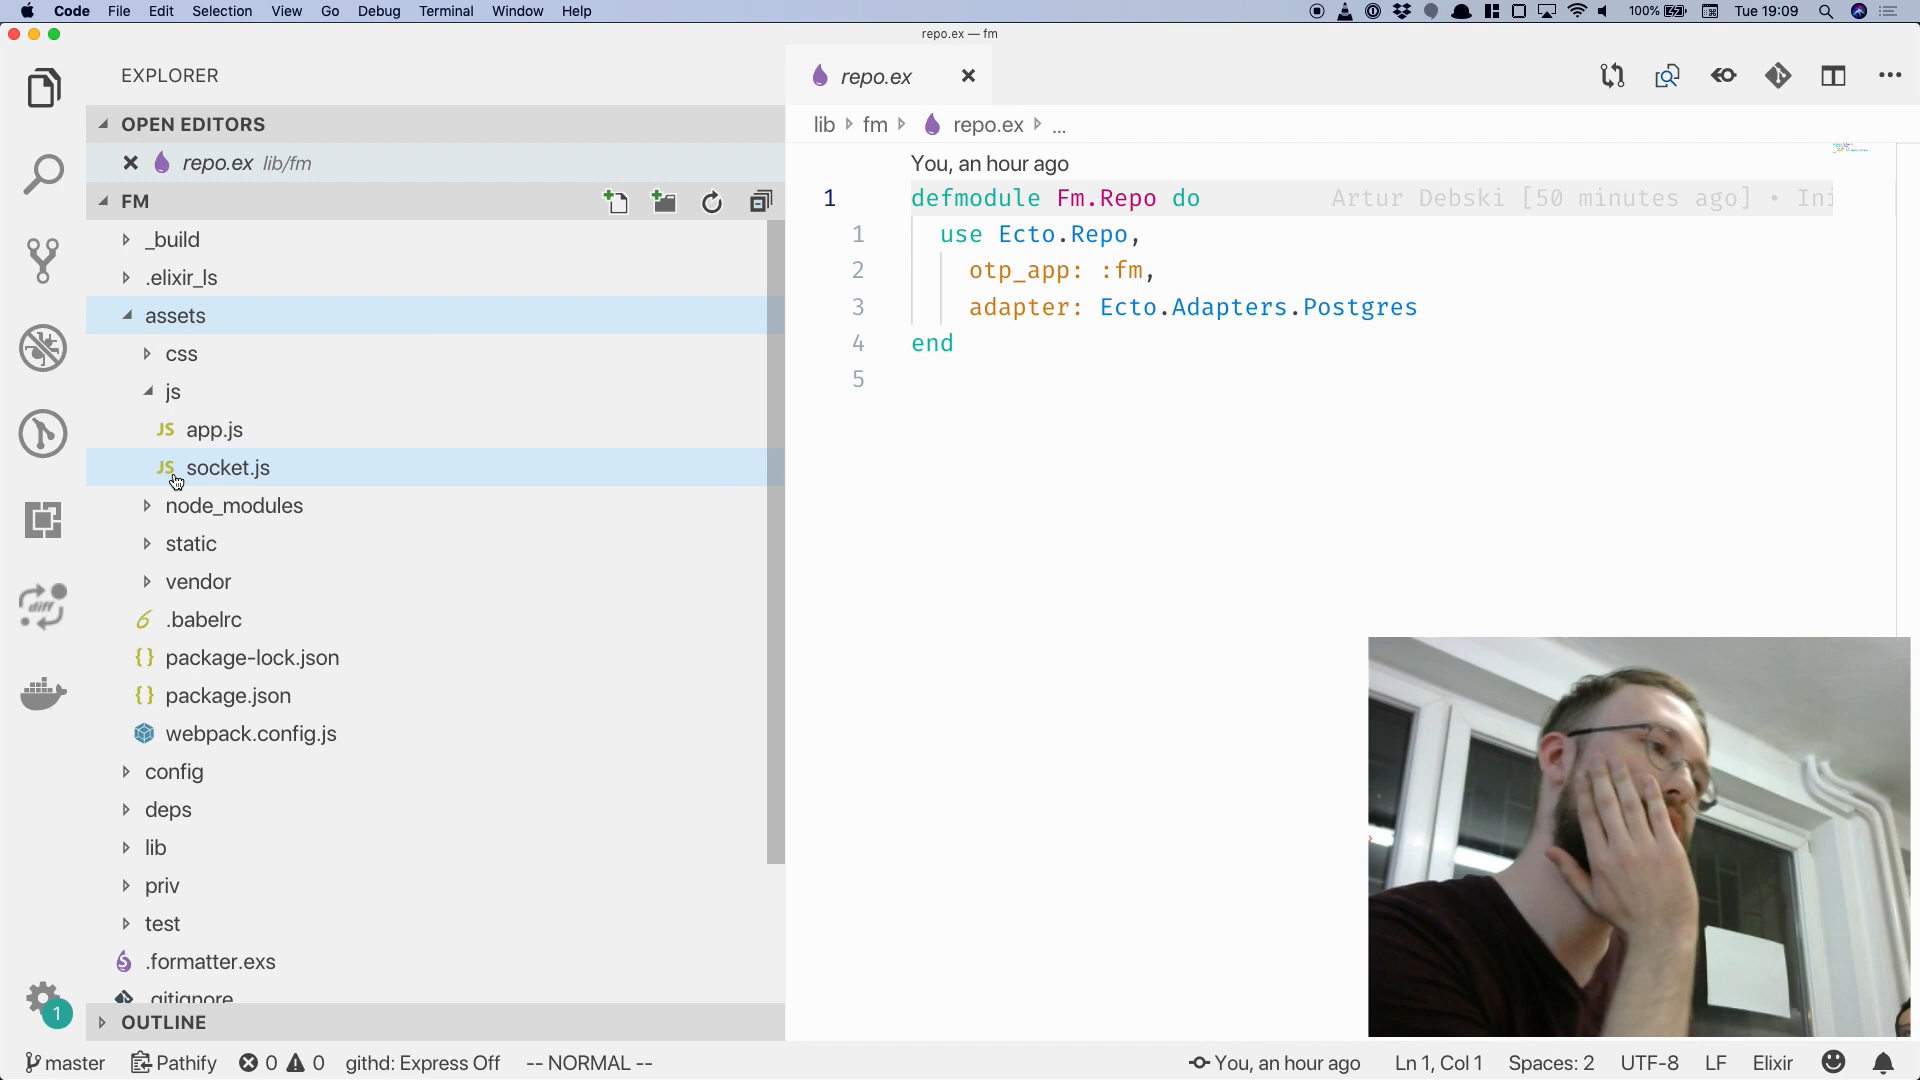 Code File Edit Selection View Go Debug Terminal Window Help 100% Tue 19:09
repo.ex — fm
EXPLORER
OPEN EDITORS
repo.ex lib/fm
FM
_build
.elixir_ls
assets
css
js
JS app.js
JS socket.js
node_modules
static
vendor
.babelrc
package-lock.json
package.json
webpack.config.js
config
deps
lib
priv
test
.formatter.exs
.gitignore
OUTLINE
diff
1
repo.ex
lib fm repo.ex ...
You, an hour ago
1 defmodule Fm.Repo do Artur Debski [50 minutes ago] • Ini
1 use Ecto.Repo,
2 otp_app: :fm,
3 adapter: Ecto.Adapters.Postgres
4 end
5
master Pathify 0 0 githd: Express Off -- NORMAL -- You, an hour ago Ln 1, Col 1 Spaces: 2 UTF-8 LF Elixir